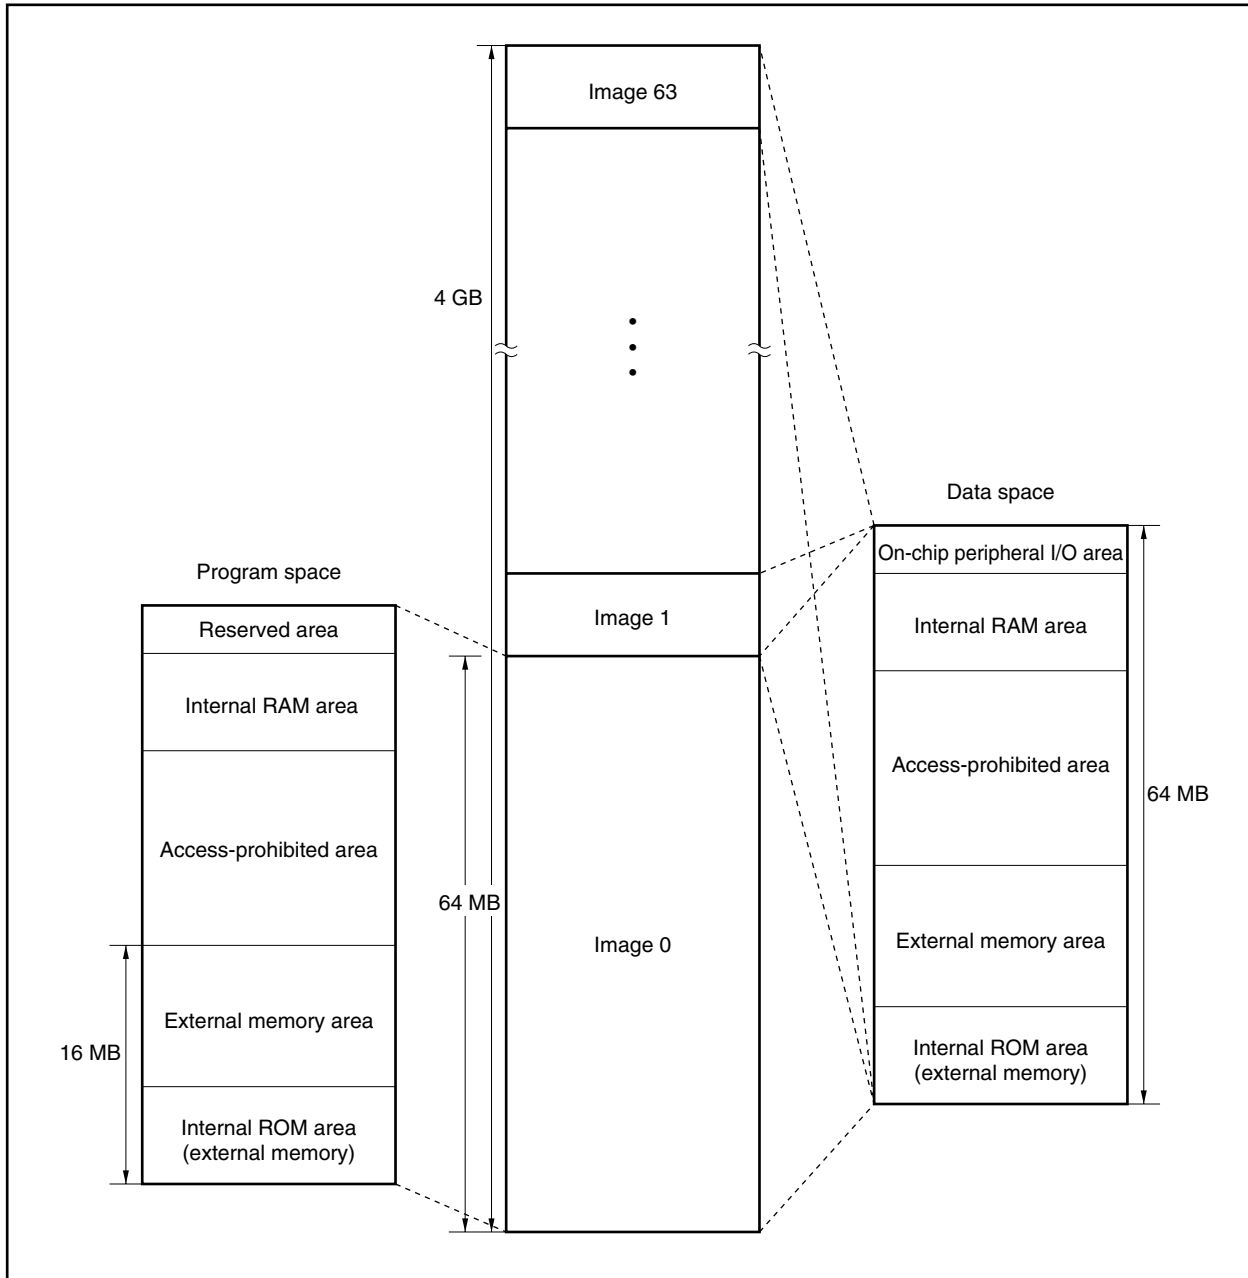 Image 63
4 GB
Data space
On-chip peripheral I/O area
Program space
Image 1
Internal RAM area
Reserved area
Internal RAM area
Access-prohibited area
64 MB
Access-prohibited area
64 MB
External memory area
Image 0
External memory area
16 MB
Internal ROM area
(external memory)
Internal ROM area
(external memory)